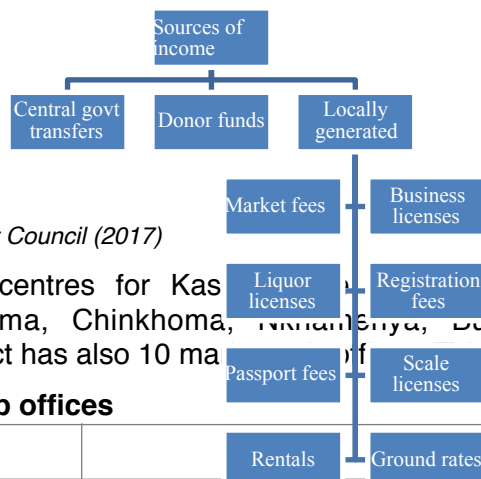 Sources of
income
Central govt
transfers
Donor funds
Locally
generated
Market fees
Business
licenses
Council (2017)
centres for Kas
Liquor
licenses
Registration
fees
ma, Chinkhoma, Nkhamenya,
ct has also 10
Passport fees
Scale
licenses
offices
Rentals
Ground rates